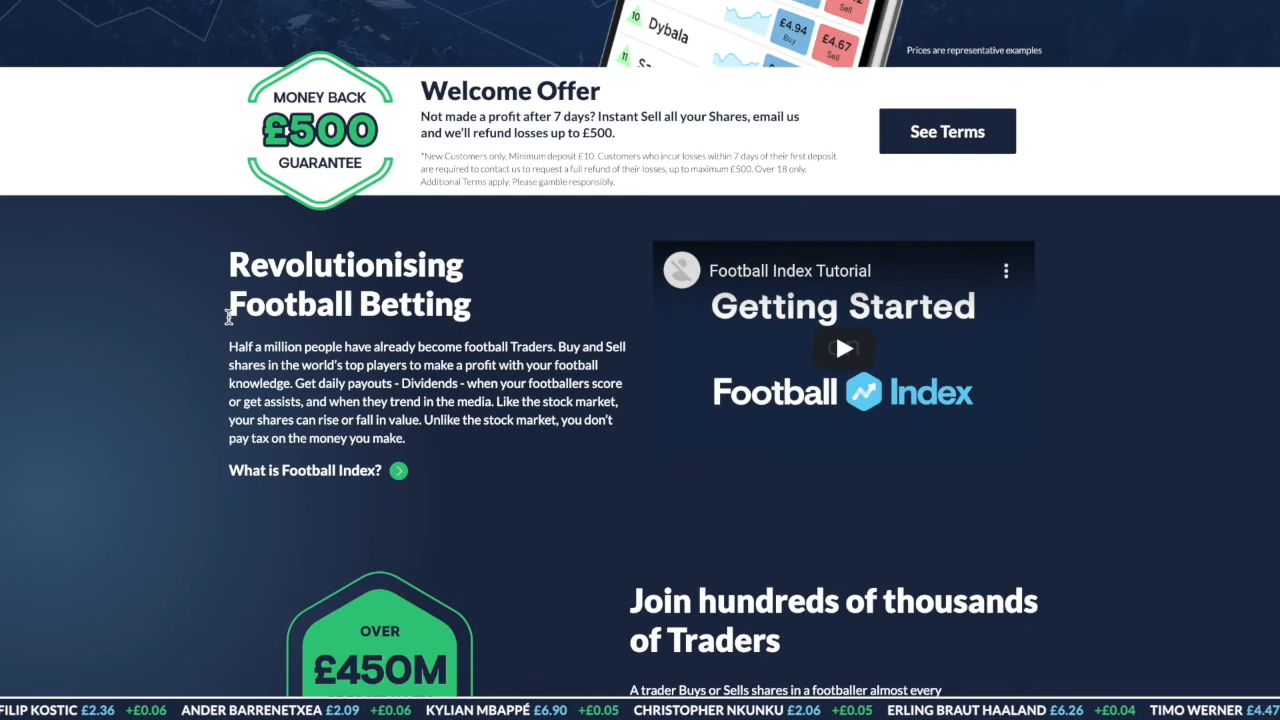 Sell
10 Dybala
£4.94
Buy
£4.67
Sell
11
Prices are representative examples
MONEY BACK
£500
GUARANTEE
Welcome Offer
Not made a profit after 7 days? Instant Sell all your Shares, email us
and we'll refund losses up to £500.
*New Customers only. Minimum deposit £10. Customers who incur losses within 7 days of their first deposit
are required to contact us to request a full refund of their losses, up to maximum £500. Over 18 only.
Additional Terms apply. Please gamble responsibly.
See Terms
Revolutionising
Football Betting
Half a million people have already become football Traders. Buy and Sell
shares in the world's top players to make a profit with your football
knowledge. Get daily payouts - Dividends - when your footballers score
or get assists, and when they trend in the media. Like the stock market,
your shares can rise or fall in value. Unlike the stock market, you don't
pay tax on the money you make.
What is Football Index?
Football Index Tutorial
Getting Started
on
Football Index
OVER
£450M
Join hundreds of thousands
of Traders
A trader Buys or Sells shares in a footballer almost every
FILIP KOSTIC £2.36 +£0.06 ANDER BARRENETXEA £2.09 +£0.06 KYLIAN MBAPPÉ £6.90 +£0.05 CHRISTOPHER NKUNKU £2.06 +£0.05 ERLING BRAUT HAALAND £6.26 +£0.04 TIMO WERNER £4.47